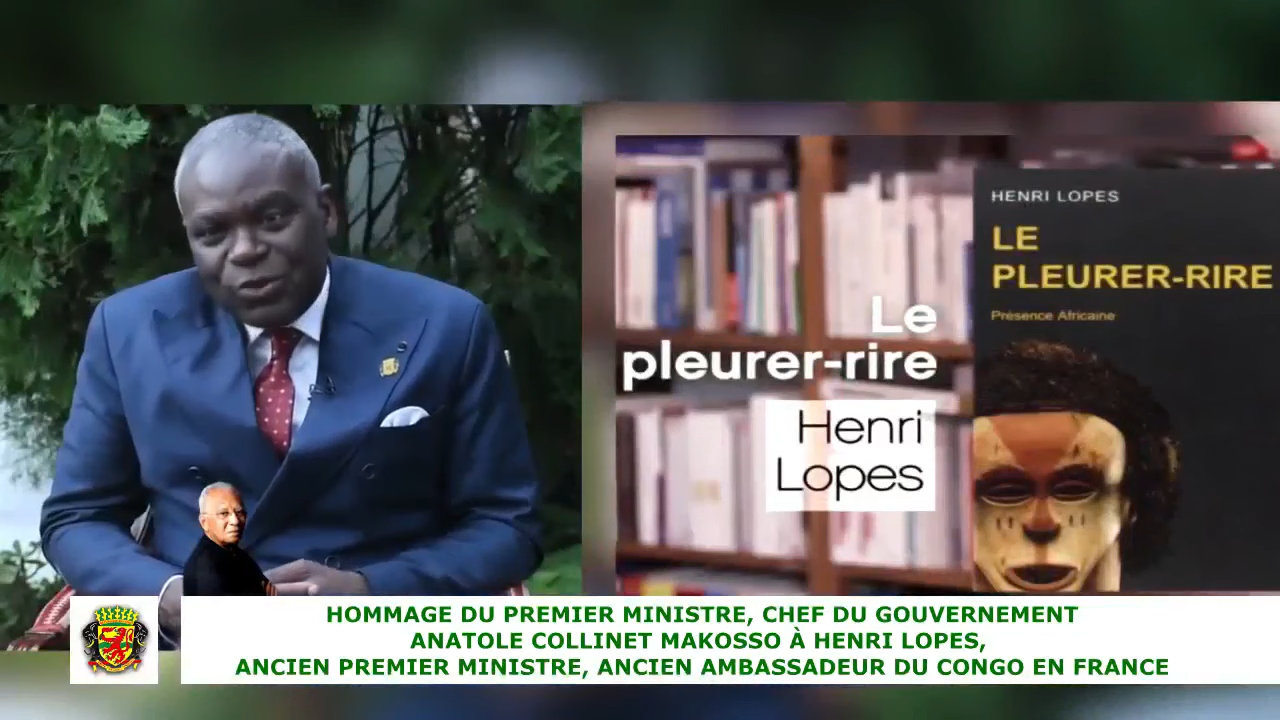 Le
pleurer-rire
Henri
Lopes
HENRI LOPES
LE
PLEURER-RIRE
Présence Africaine
HOMMAGE DU PREMIER MINISTRE, CHEF DU GOUVERNEMENT
ANATOLE COLLINET MAKOSSO À HENRI LOPES,
ANCIEN PREMIER MINISTRE, ANCIEN AMBASSADEUR DU CONGO EN FRANCE